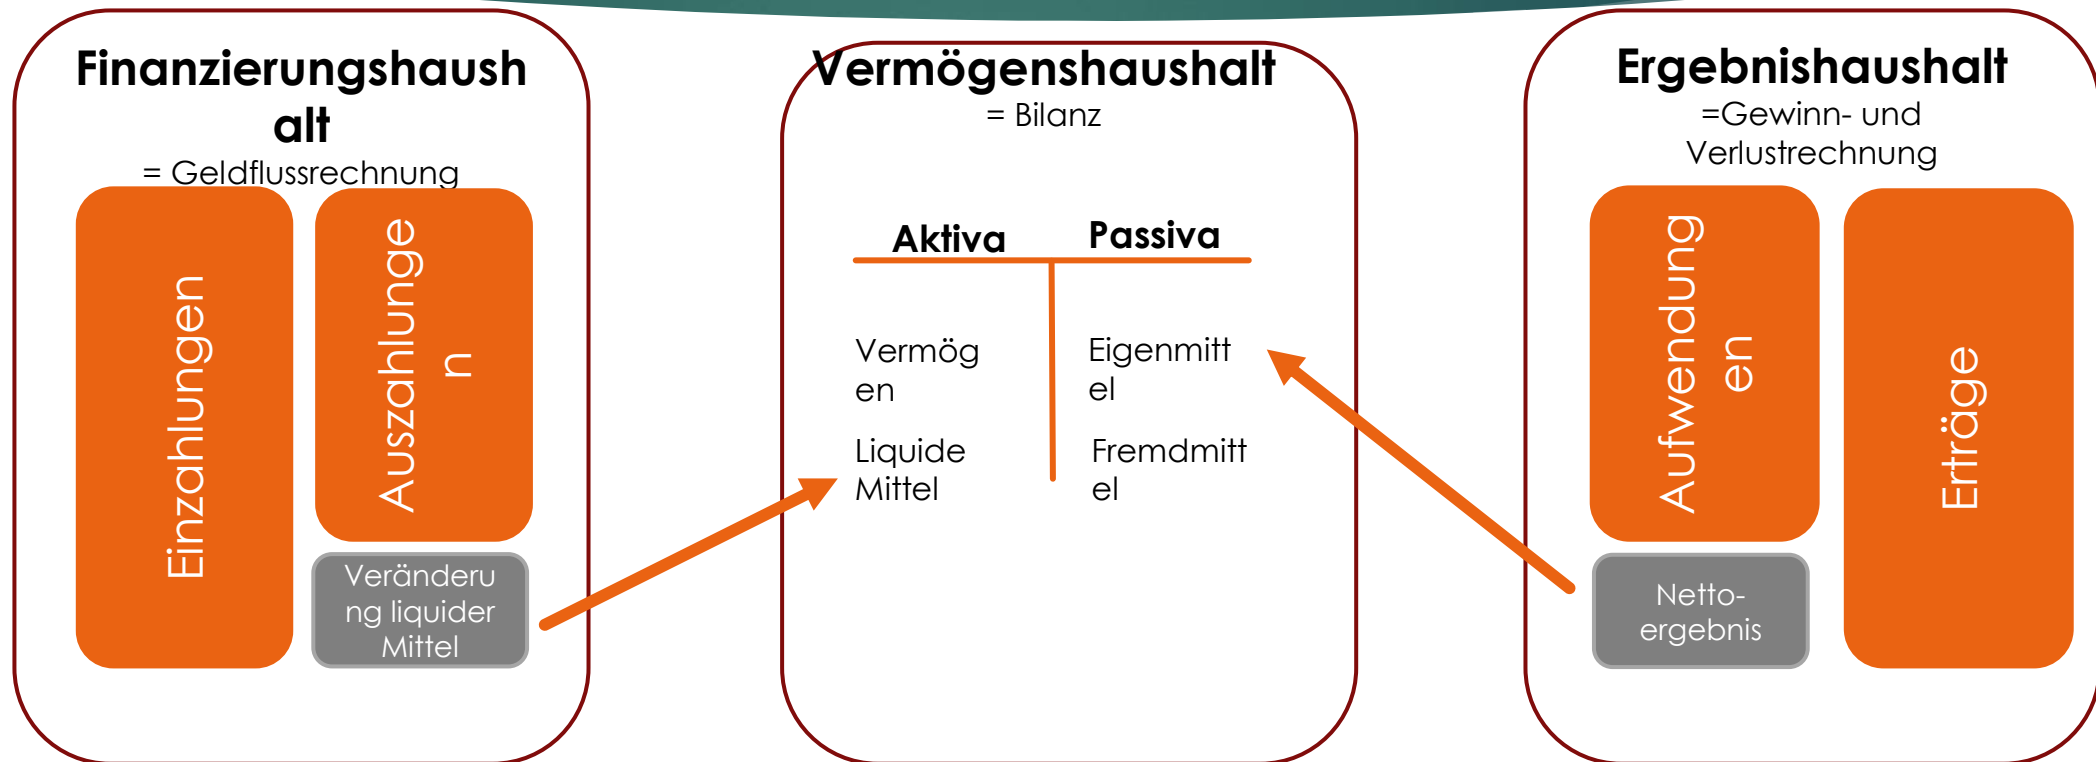 Finanzierungshaush
alt
= Geldflussrechnung
Einzahlungen
Auszahlunge
n
Veränderu
ng liquider
Mittel
Vermögenshaushalt
= Bilanz
Aktiva
Passiva
Vermög
en
Eigenmitt
el
Liquide
Mittel
Fremdmitt
el
Ergebnishaushalt
=Gewinn- und
Verlustrechnung
Aufwendung
en
Netto-
ergebnis
Erträge